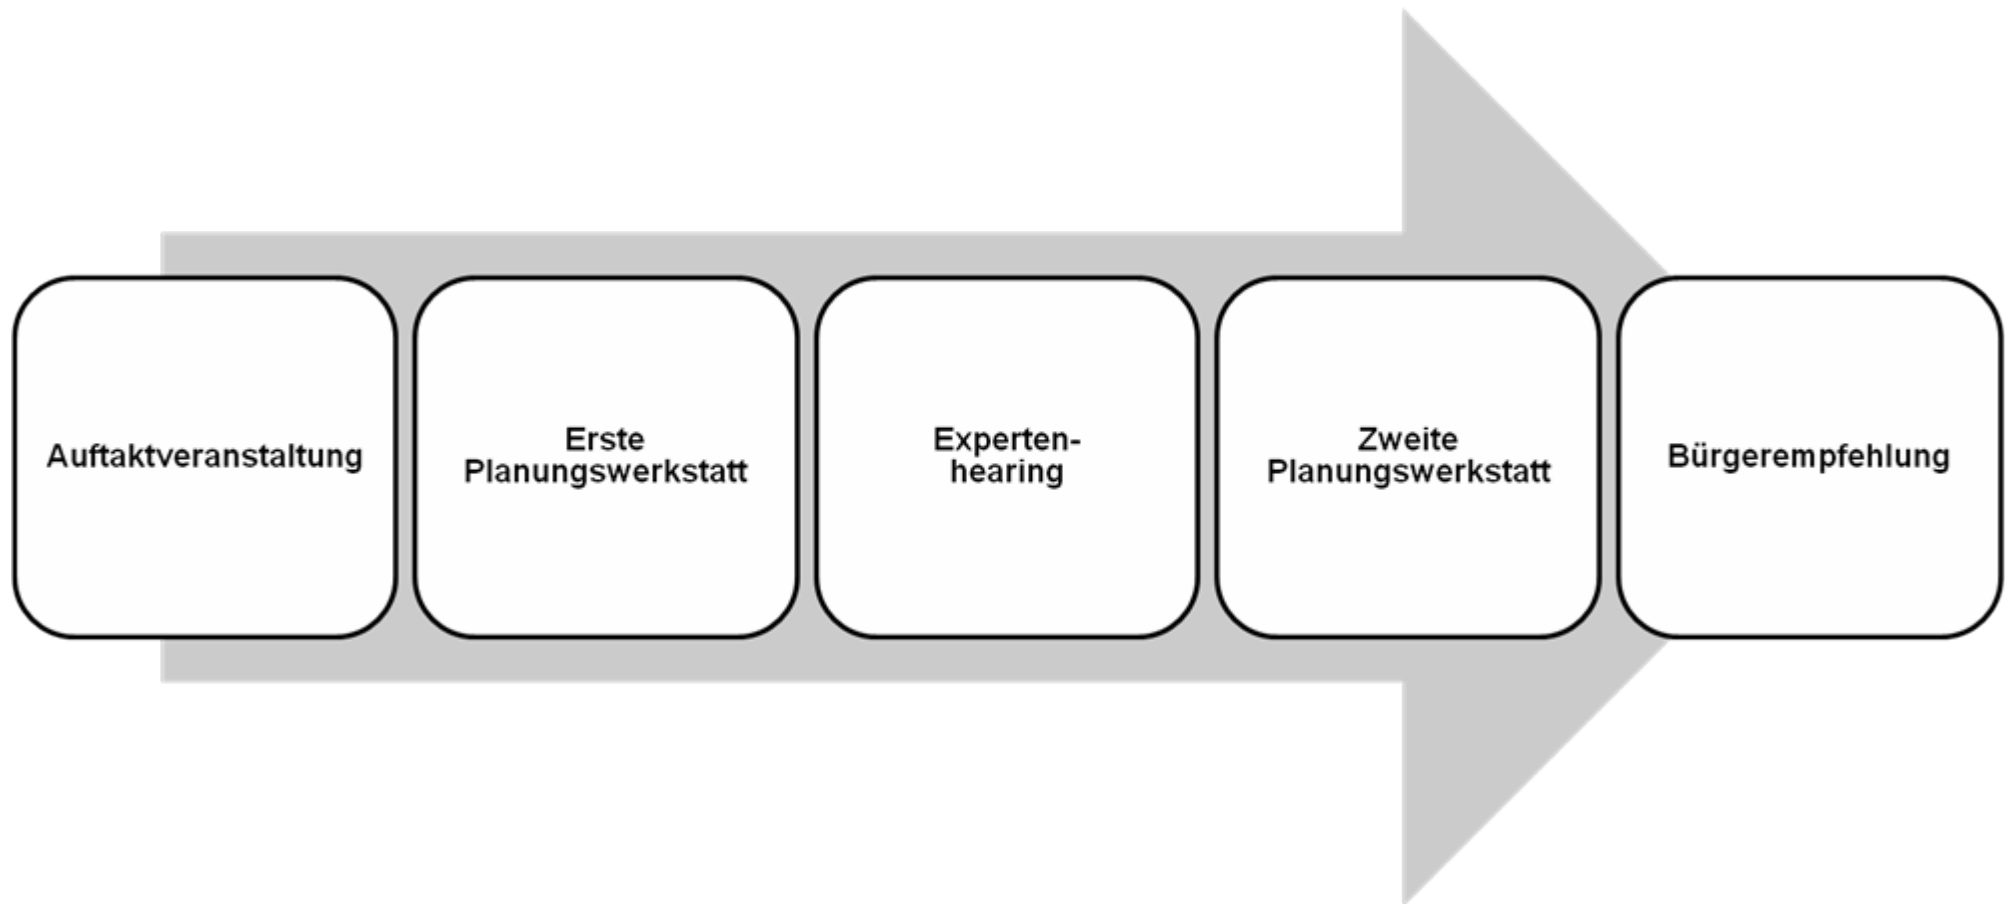 Auftaktveranstaltung
Erste
Planungswerkstatt
Experten-
hearing
Zweite
Planungswerkstatt
Bürgerempfehlung